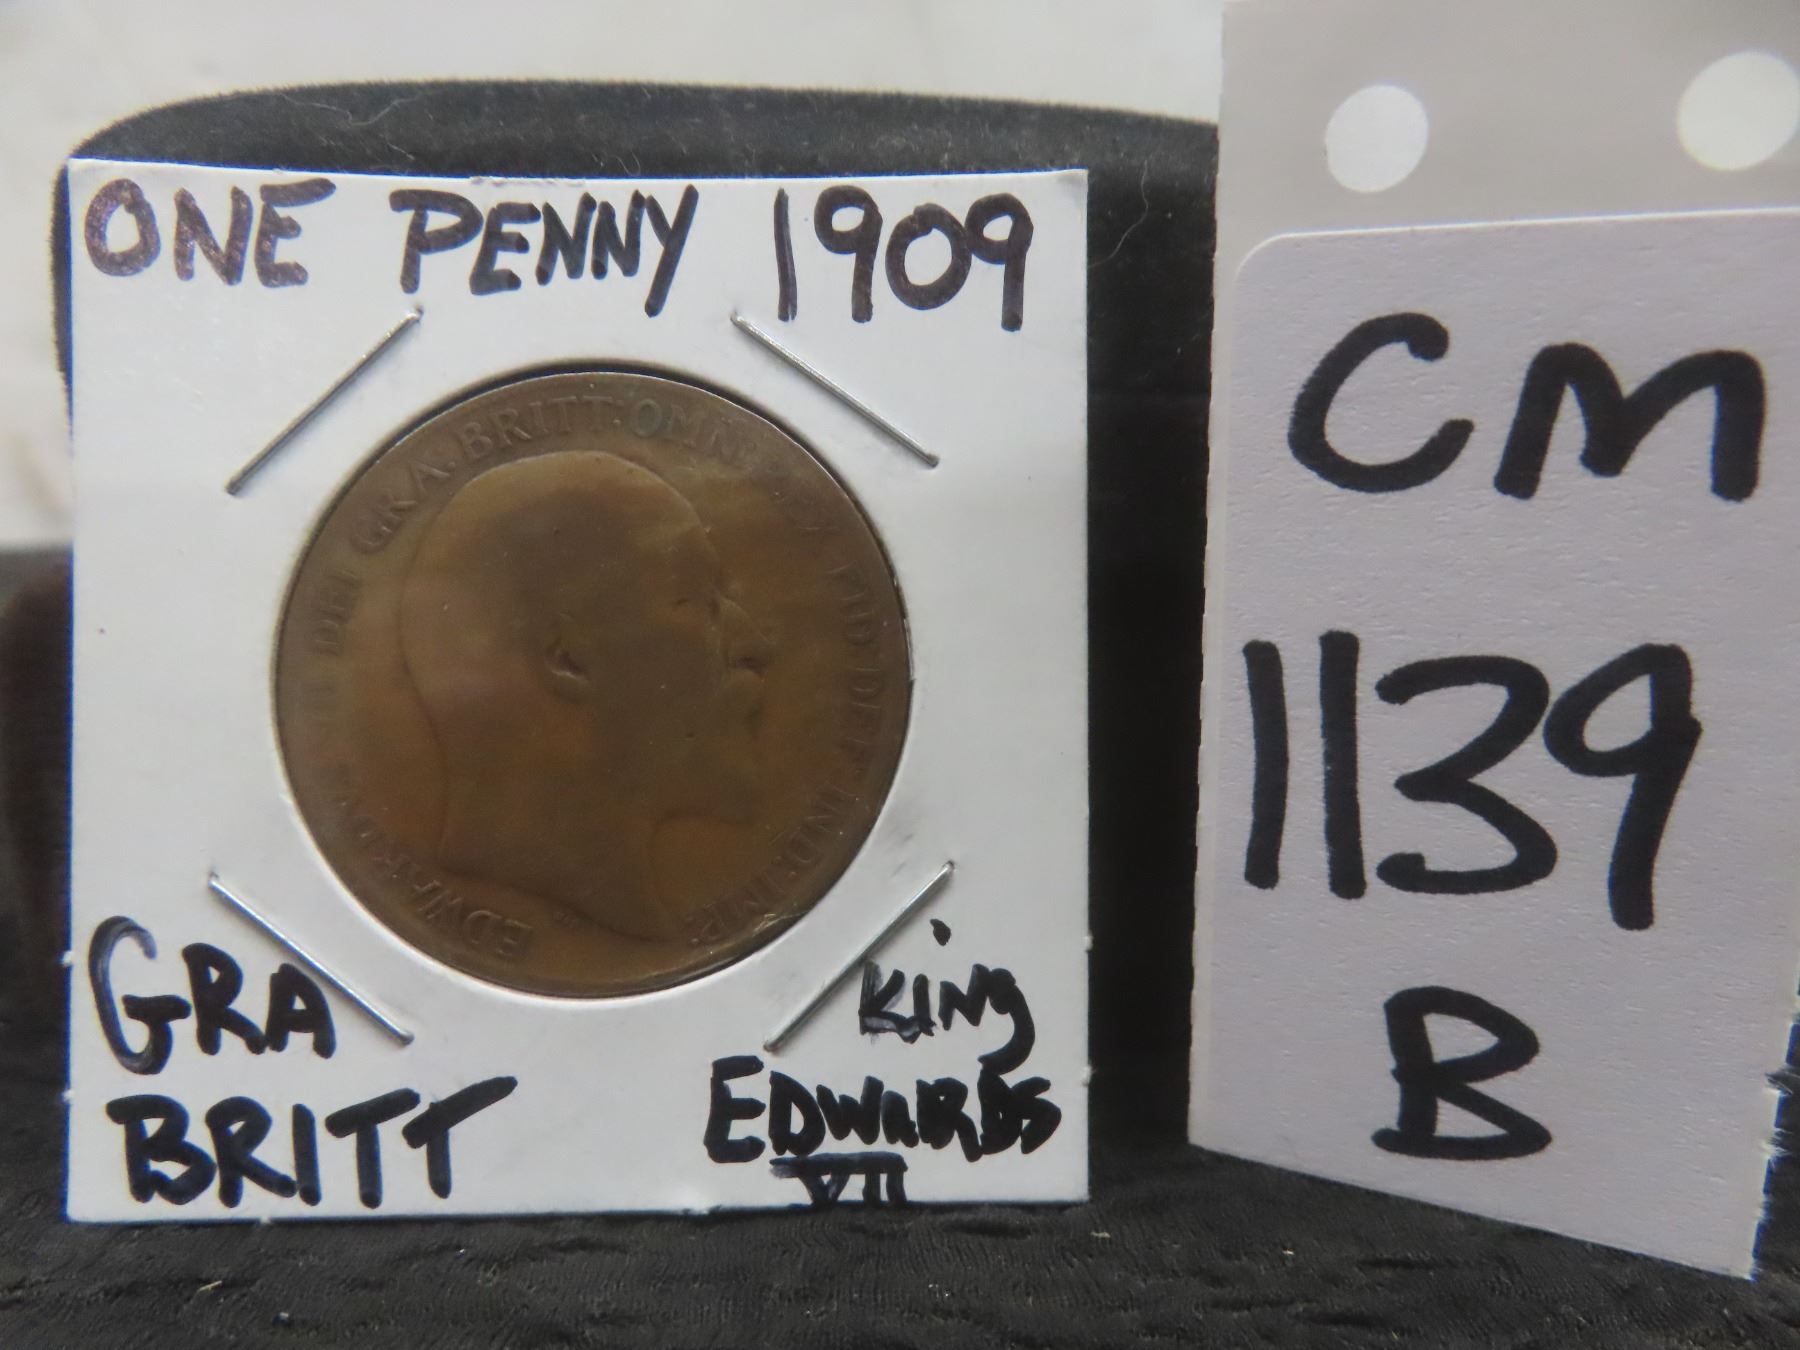 ONE PENNY 1909
EDWARDVS VII DEI GRA: BRITT: OMN: REX FID: DEF: IND: IMP:
GRA
BRITT
King
EDWARDS
VII
CM
1139
B